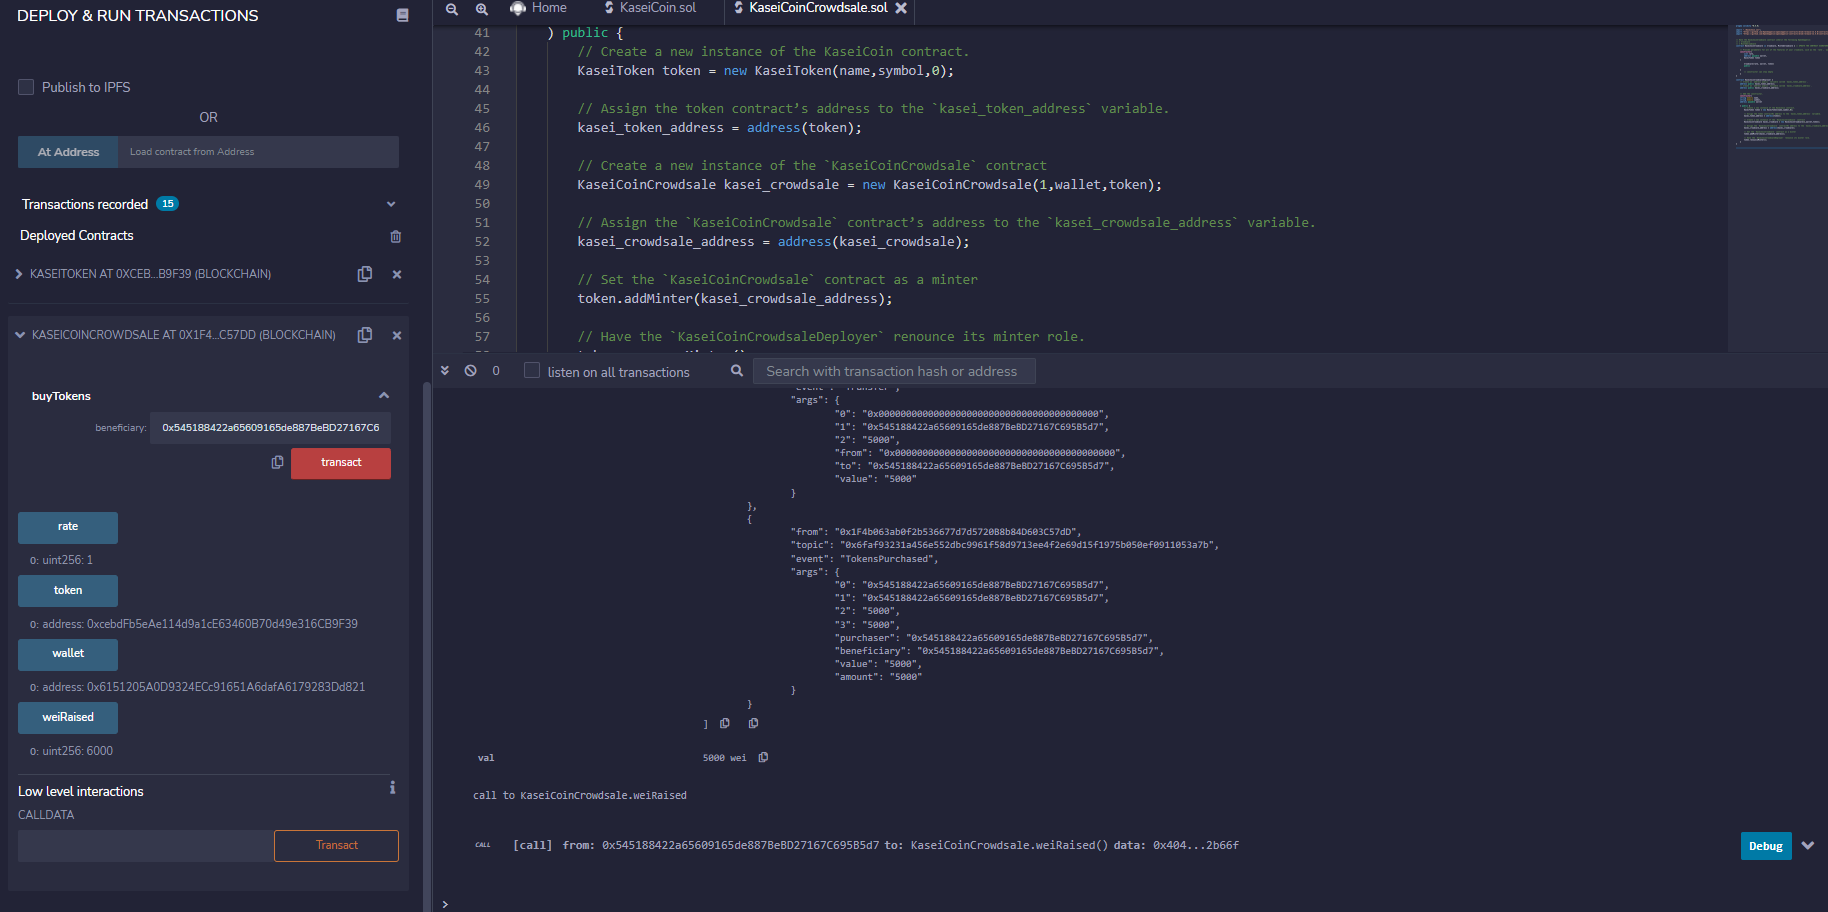 DEPLOY & RUN TRANSACTIONS
Publish to IPFS
OR
At Address
Load contract from Address
Transactions recorded 15
Deployed Contracts
KASEITOKEN AT 0XCEB...B9F39 (BLOCKCHAIN)
KASEICOINCROWDSALE AT 0X1F4...C57DD (BLOCKCHAIN)
buyTokens
beneficiary: 0x545188422a65609165de887BeBD27167C6
transact
rate
0: uint256: 1
token
0: address: 0xcebdFb5eAe114d9a1cE63460B70d49e316CB9F39
wallet
0: address: 0x6151205A0D9324ECc91651A6dafA6179283Dd821
weiRaised
0: uint256: 6000
Low level interactions
CALLDATA
Transact
Home
KaseiCoin.sol
KaseiCoinCrowdsale.sol
41 ) public {
42 // Create a new instance of the KaseiCoin contract.
43 KaseiToken token = new KaseiToken(name,symbol,0);
44
45 // Assign the token contract’s address to the `kasei_token_address` variable.
46 kasei_token_address = address(token);
47
48 // Create a new instance of the `KaseiCoinCrowdsale` contract
49 KaseiCoinCrowdsale kasei_crowdsale = new KaseiCoinCrowdsale(1,wallet,token);
50
51 // Assign the `KaseiCoinCrowdsale` contract’s address to the `kasei_crowdsale_address` variable.
52 kasei_crowdsale_address = address(kasei_crowdsale);
53
54 // Set the `KaseiCoinCrowdsale` contract as a minter
55 token.addMinter(kasei_crowdsale_address);
56
57 // Have the `KaseiCoinCrowdsaleDeployer` renounce its minter role.
0
listen on all transactions
Search with transaction hash or address
"event": "Transfer",
"args": {
"0": "0x0000000000000000000000000000000000000000",
"1": "0x545188422a65609165de887BeBD27167C695B5d7",
"2": "5000",
"from": "0x0000000000000000000000000000000000000000",
"to": "0x545188422a65609165de887BeBD27167C695B5d7",
"value": "5000"
}
},
{
"from": "0x1F4b063ab0f2b536677d7d5720B8b84D603C57dD",
"topic": "0x6faf93231a456e552dbc9961f58d9713ee4f2e69d15f1975b050ef0911053a7b",
"event": "TokensPurchased",
"args": {
"0": "0x545188422a65609165de887BeBD27167C695B5d7",
"1": "0x545188422a65609165de887BeBD27167C695B5d7",
"2": "5000",
"3": "5000",
"purchaser": "0x545188422a65609165de887BeBD27167C695B5d7",
"beneficiary": "0x545188422a65609165de887BeBD27167C695B5d7",
"value": "5000",
"amount": "5000"
}
}
]
val 5000 wei
call to KaseiCoinCrowdsale.weiRaised
CALL [call] from: 0x545188422a65609165de887BeBD27167C695B5d7 to: KaseiCoinCrowdsale.weiRaised() data: 0x404...2b66f
Debug
>